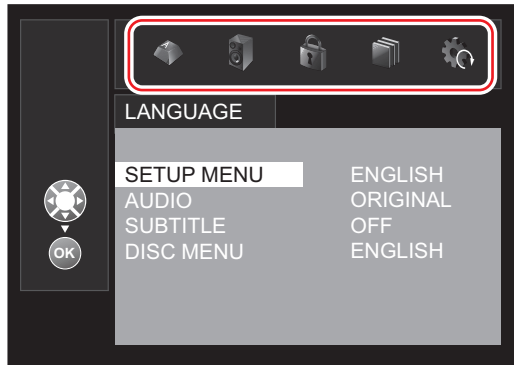 A
LANGUAGE
SETUP MENU ENGLISH
AUDIO ORIGINAL
SUBTITLE OFF
DISC MENU ENGLISH
OK